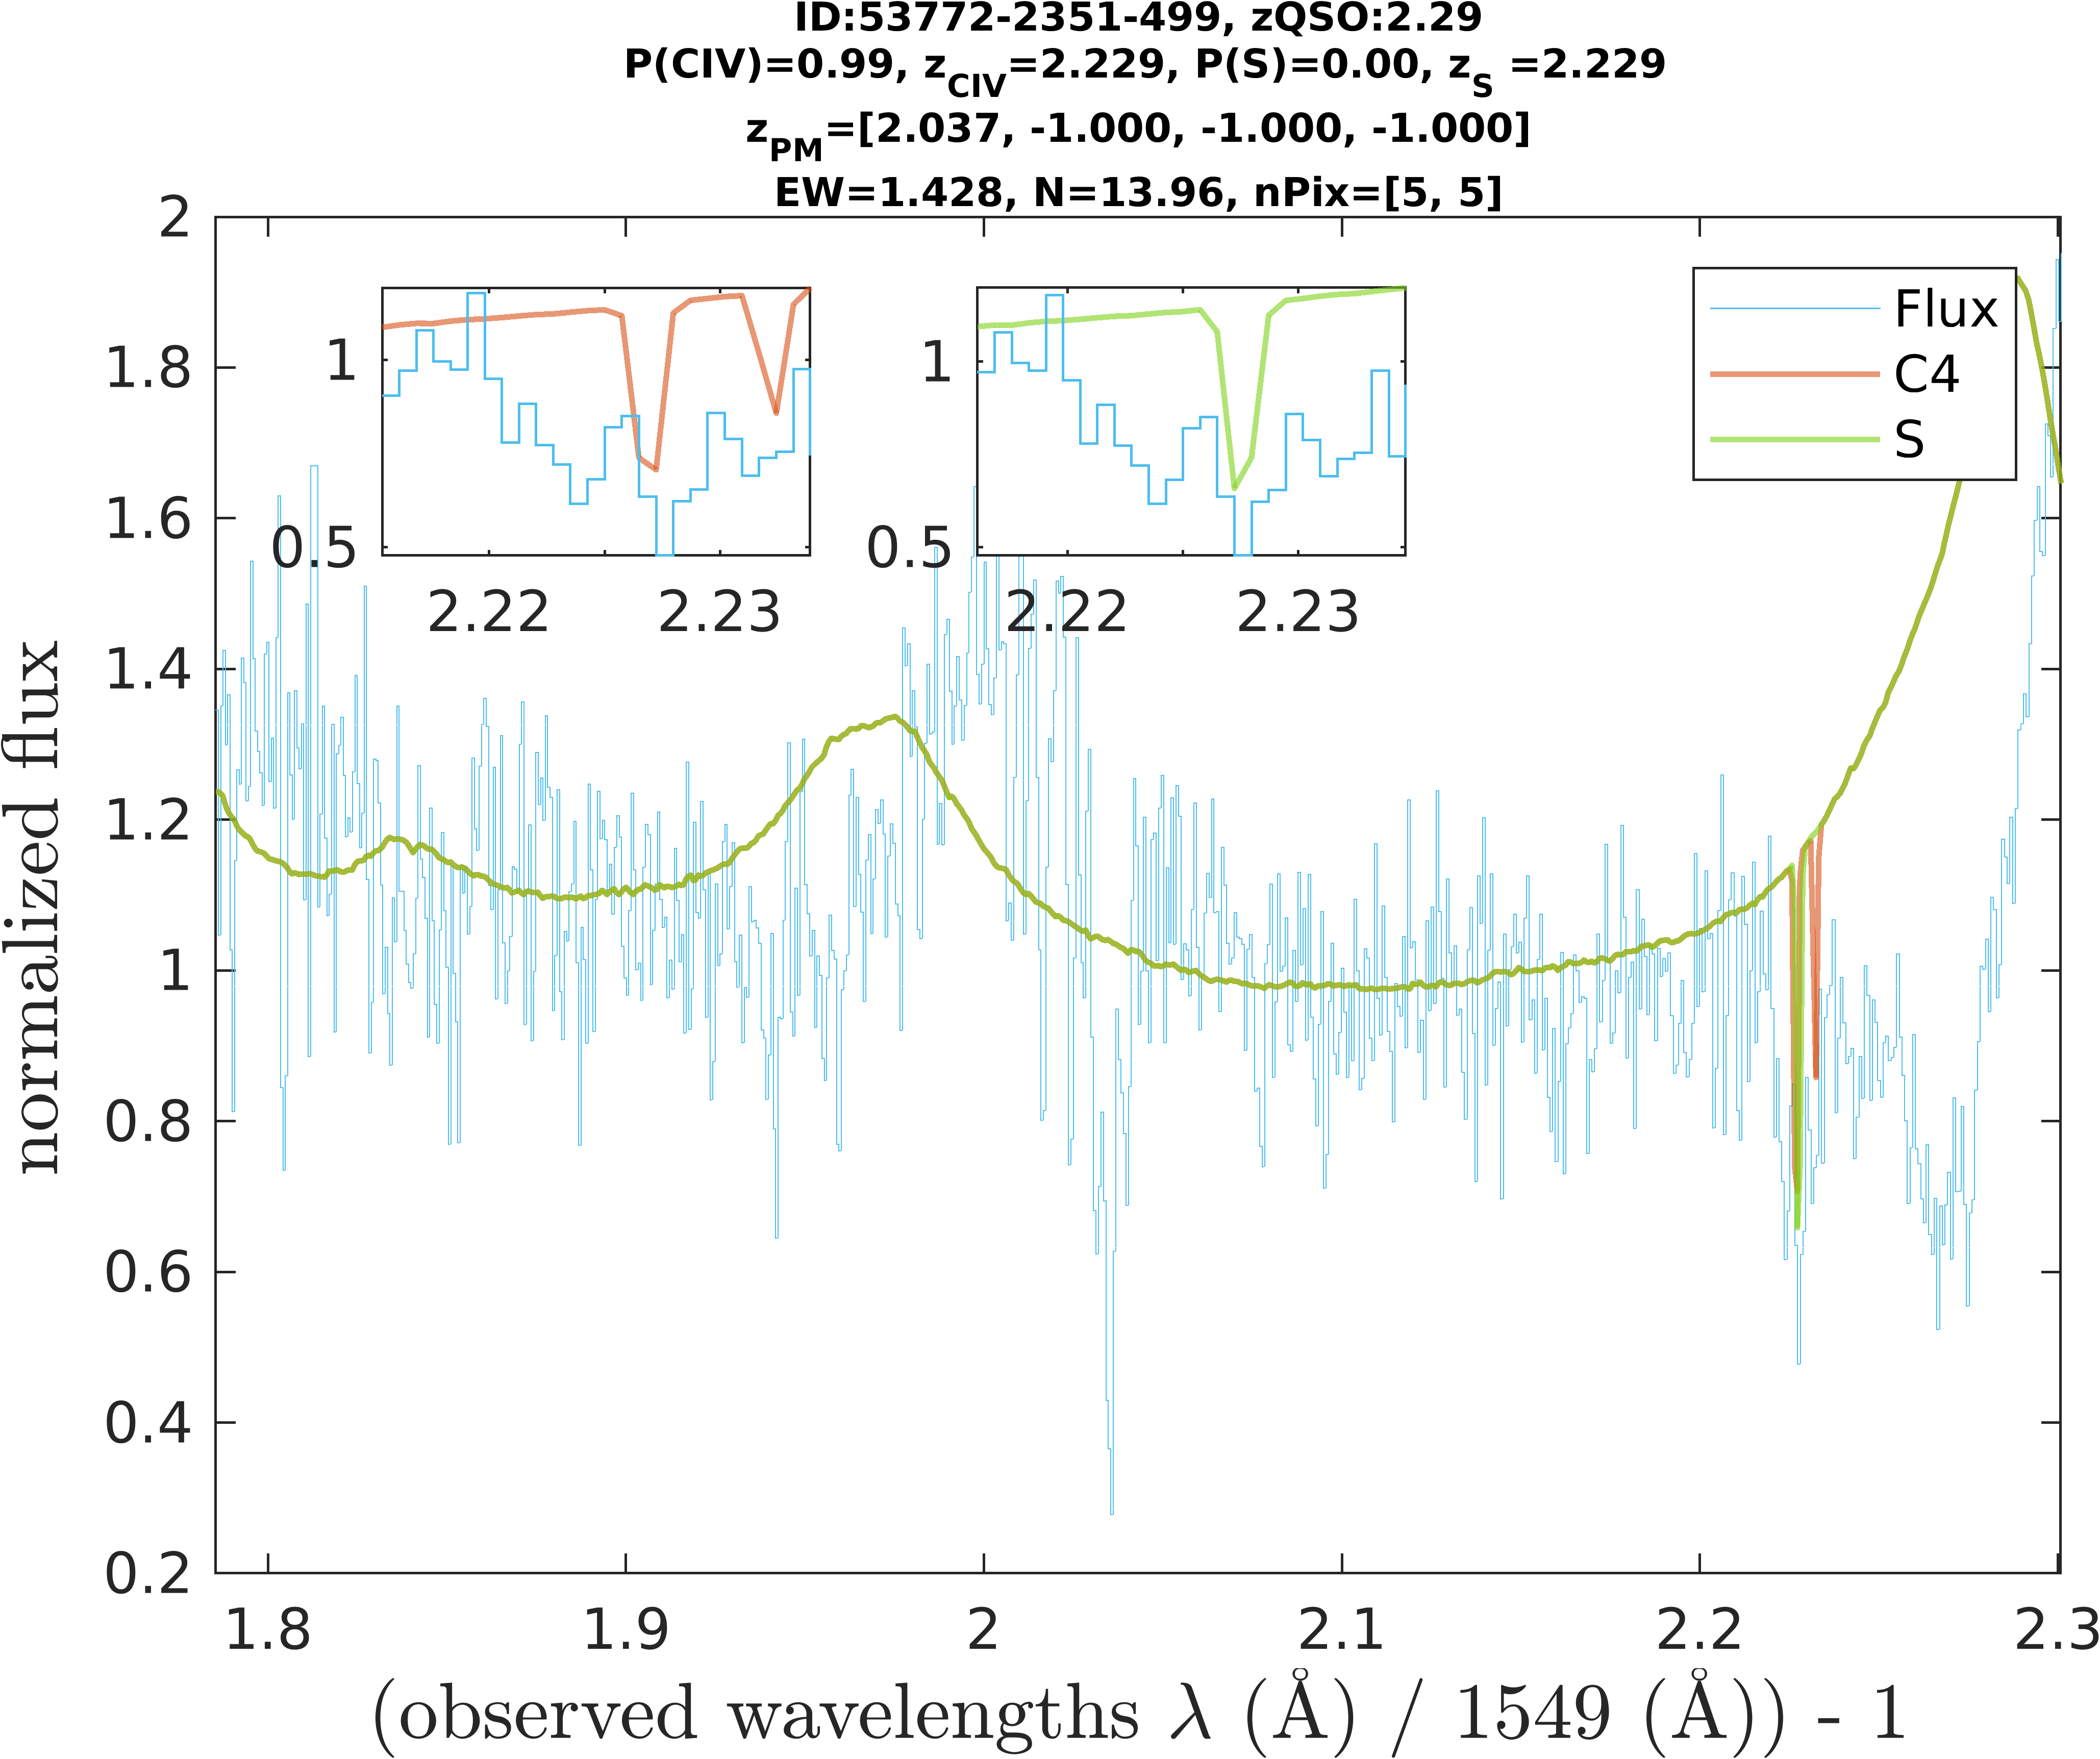 ID:53772-2351-499, zQSO:2.29
P(CIV)=0.99, zCIV=2.229, P(S)=0.00, zS =2.229
zPM=[2.037, -1.000, -1.000, -1.000]
EW=1.428, N=13.96, nPix=[5, 5]
2
1.8
1.6
1.4
1.2
1
0.8
0.6
0.4
0.2
normalized flux
1
0.5
2.22 2.23
1
0.5
2.22 2.23
Flux
C4
S
1.8 1.9 2 2.1 2.2 2.3
(observed wavelengths λ (Å) / 1549 (Å)) - 1